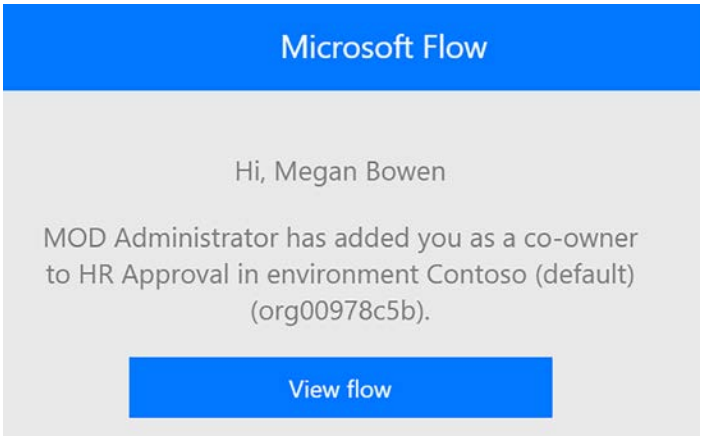 Microsoft Flow
Hi, Megan Bowen
MOD Administrator has added you as a co-owner
to HR Approval in environment Contoso (default)
(org00978c5b).
View flow